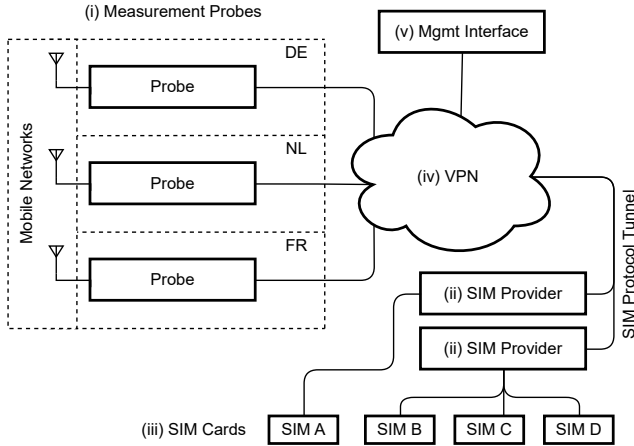 (i) Measurement Probes
(v) Mgmt Interface
DE
Probe
Mobile Networks
NL
Probe
(iv) VPN
FR
Probe
SIM Protocol Tunnel
(ii) SIM Provider
(ii) SIM Provider
(iii) SIM Cards
SIM A
SIM B
SIM C
SIM D